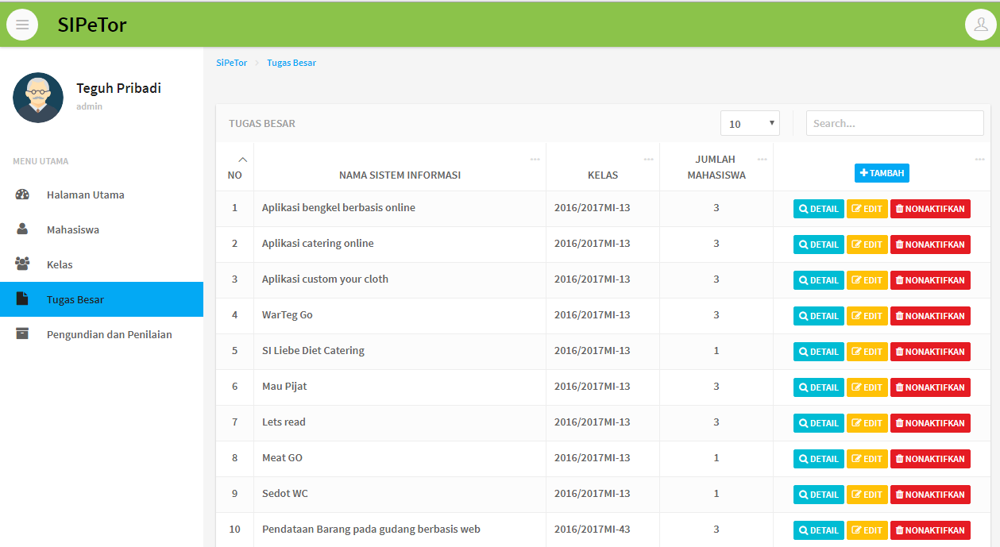 SIPeTor
Teguh Pribadi
admin
MENU UTAMA
Halaman Utama
Mahasiswa
Kelas
Tugas Besar
Pengundian dan Penilaian
SiPeTor Tugas Besar
TUGAS BESAR 10 Search...
NO NAMA SISTEM INFORMASI KELAS JUMLAH MAHASISWA TAMBAH
1 Aplikasi bengkel berbasis online 2016/2017MI-13 3 DETAIL EDIT NONAKTIFKAN
2 Aplikasi catering online 2016/2017MI-13 3 DETAIL EDIT NONAKTIFKAN
3 Aplikasi custom your cloth 2016/2017MI-13 3 DETAIL EDIT NONAKTIFKAN
4 WarTeg Go 2016/2017MI-13 3 DETAIL EDIT NONAKTIFKAN
5 SI Liebe Diet Catering 2016/2017MI-13 1 DETAIL EDIT NONAKTIFKAN
6 Mau Pijat 2016/2017MI-13 3 DETAIL EDIT NONAKTIFKAN
7 Lets read 2016/2017MI-13 3 DETAIL EDIT NONAKTIFKAN
8 Meat GO 2016/2017MI-13 1 DETAIL EDIT NONAKTIFKAN
9 Sedot WC 2016/2017MI-13 1 DETAIL EDIT NONAKTIFKAN
10 Pendataan Barang pada gudang berbasis web 2016/2017MI-43 3 DETAIL EDIT NONAKTIFKAN